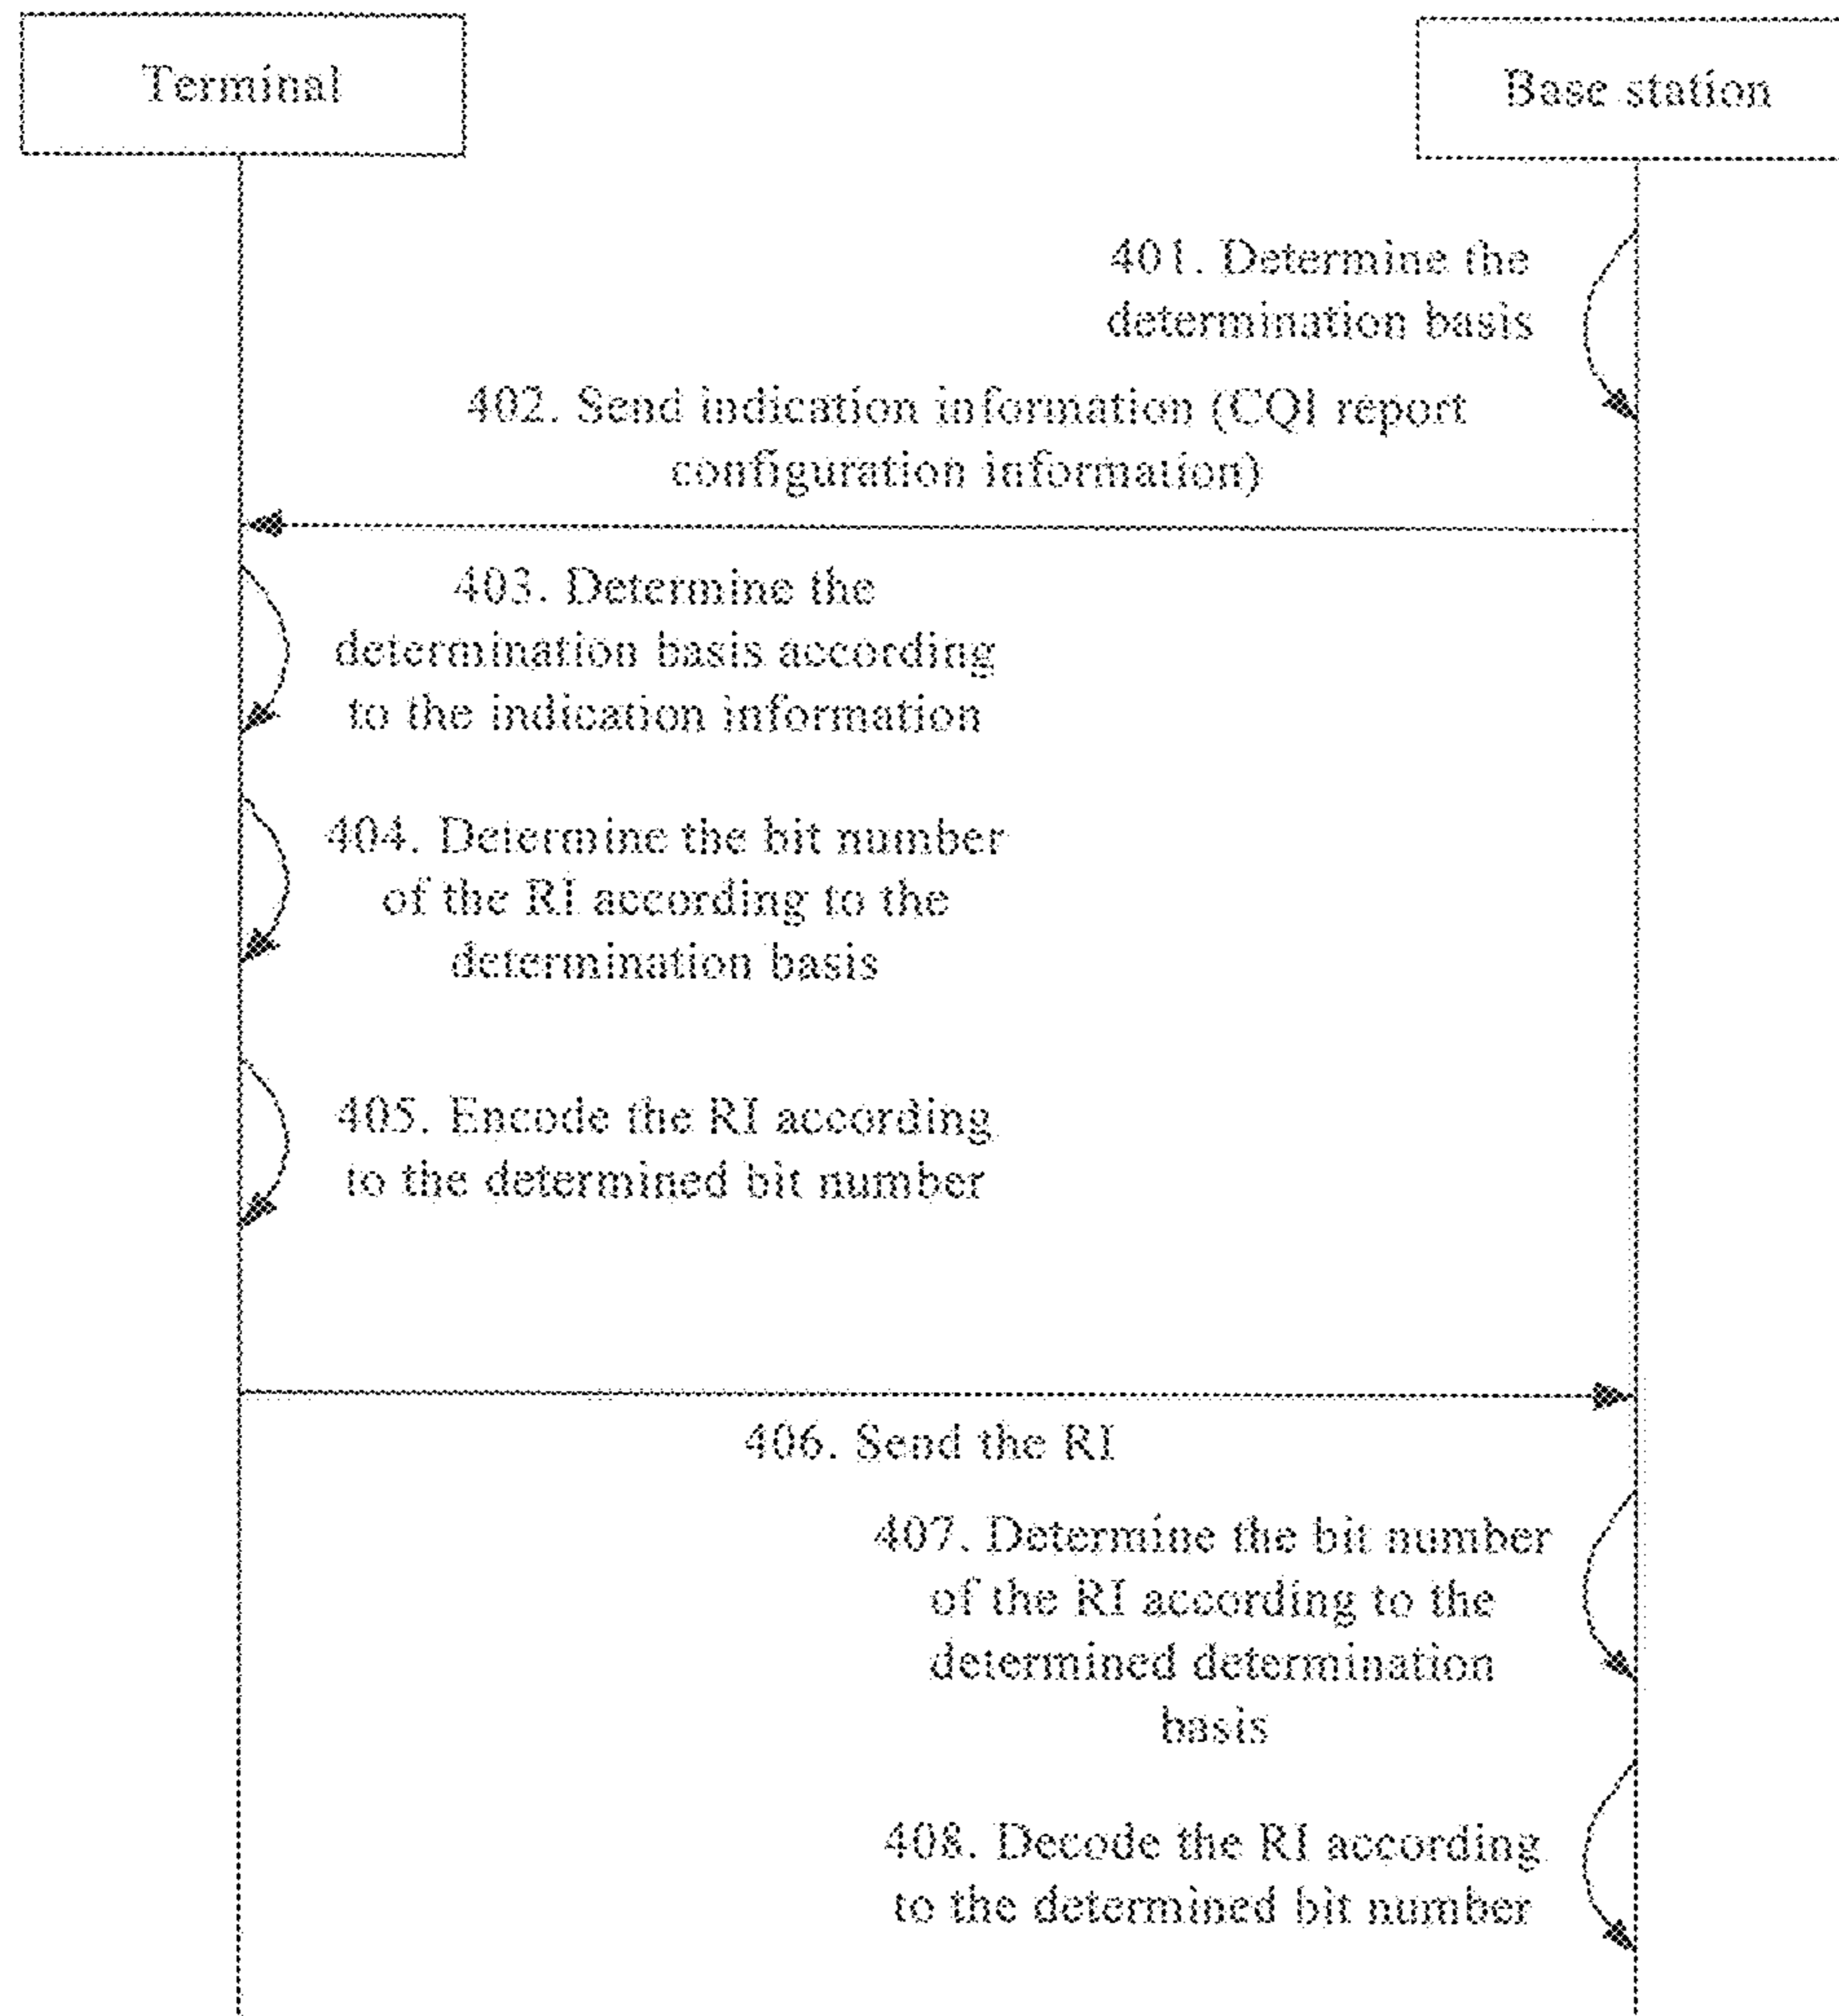 Terminal
Base station
401. Determine the
determination basis
402. Send indication information (CQI report
configuration information)
403. Determine the
determination basis according
to the indication information
404. Determine the bit number
of the RI according to the
determination basis
405. Encode the RI according
to the determined bit number
406. Send the RI
407. Determine the bit number
of the RI according to the
determined determination
basis
408. Decode the RI according
to the determined bit number